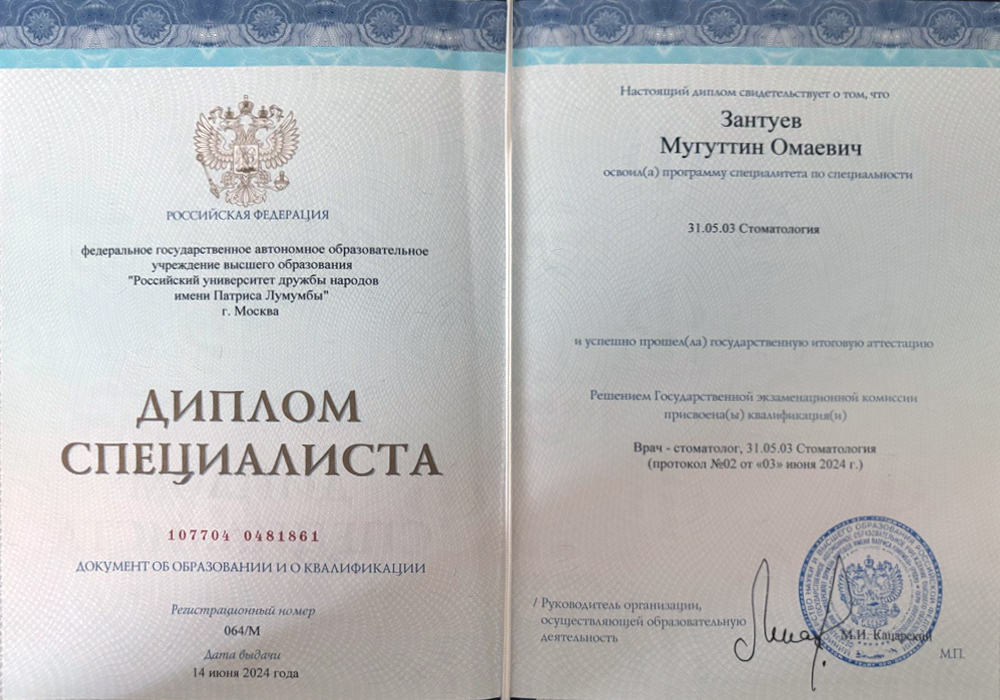 РОССИЙСКАЯ ФЕДЕРАЦИЯ
федеральное государственное автономное образовательное
учреждение высшего образования
"Российский университет дружбы народов
имени Патриса Лумумбы"
г. Москва
ДИПЛОМ
СПЕЦИАЛИСТА
107704 0481861
ДОКУМЕНТ ОБ ОБРАЗОВАНИИ И О КВАЛИФИКАЦИИ
Регистрационный номер
064/М
Дата выдачи
14 июня 2024 года
Настоящий диплом свидетельствует о том, что
Зантуев
Мугуттин Омаевич
освоил(а) программу специалитета по специальности
31.05.03 Стоматология
и успешно прошел(ла) государственную итоговую аттестацию
Решением Государственной экзаменационной комиссии
присвоена(ы) квалификация(и)
Врач - стоматолог, 31.05.03 Стоматология
(протокол №02 от «03» июня 2024 г.)
/ Руководитель организации,
осуществляющей образовательную
деятельность
М.И. Кацарский
М.П.